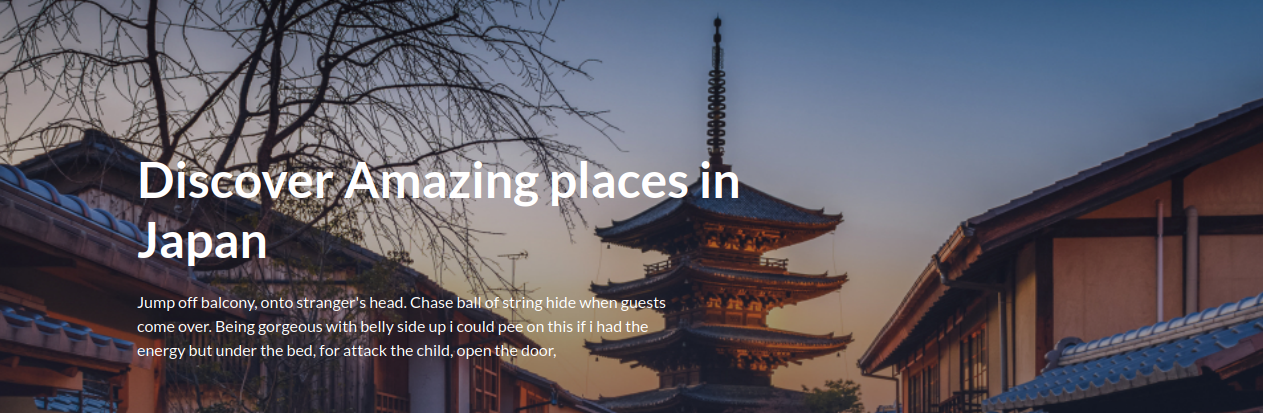 Discover Amazing places in
Japan
Jump off balcony, onto stranger's head. Chase ball of string hide when guests
come over. Being gorgeous with belly side up i could pee on this if i had the
energy but under the bed, for attack the child, open the door,